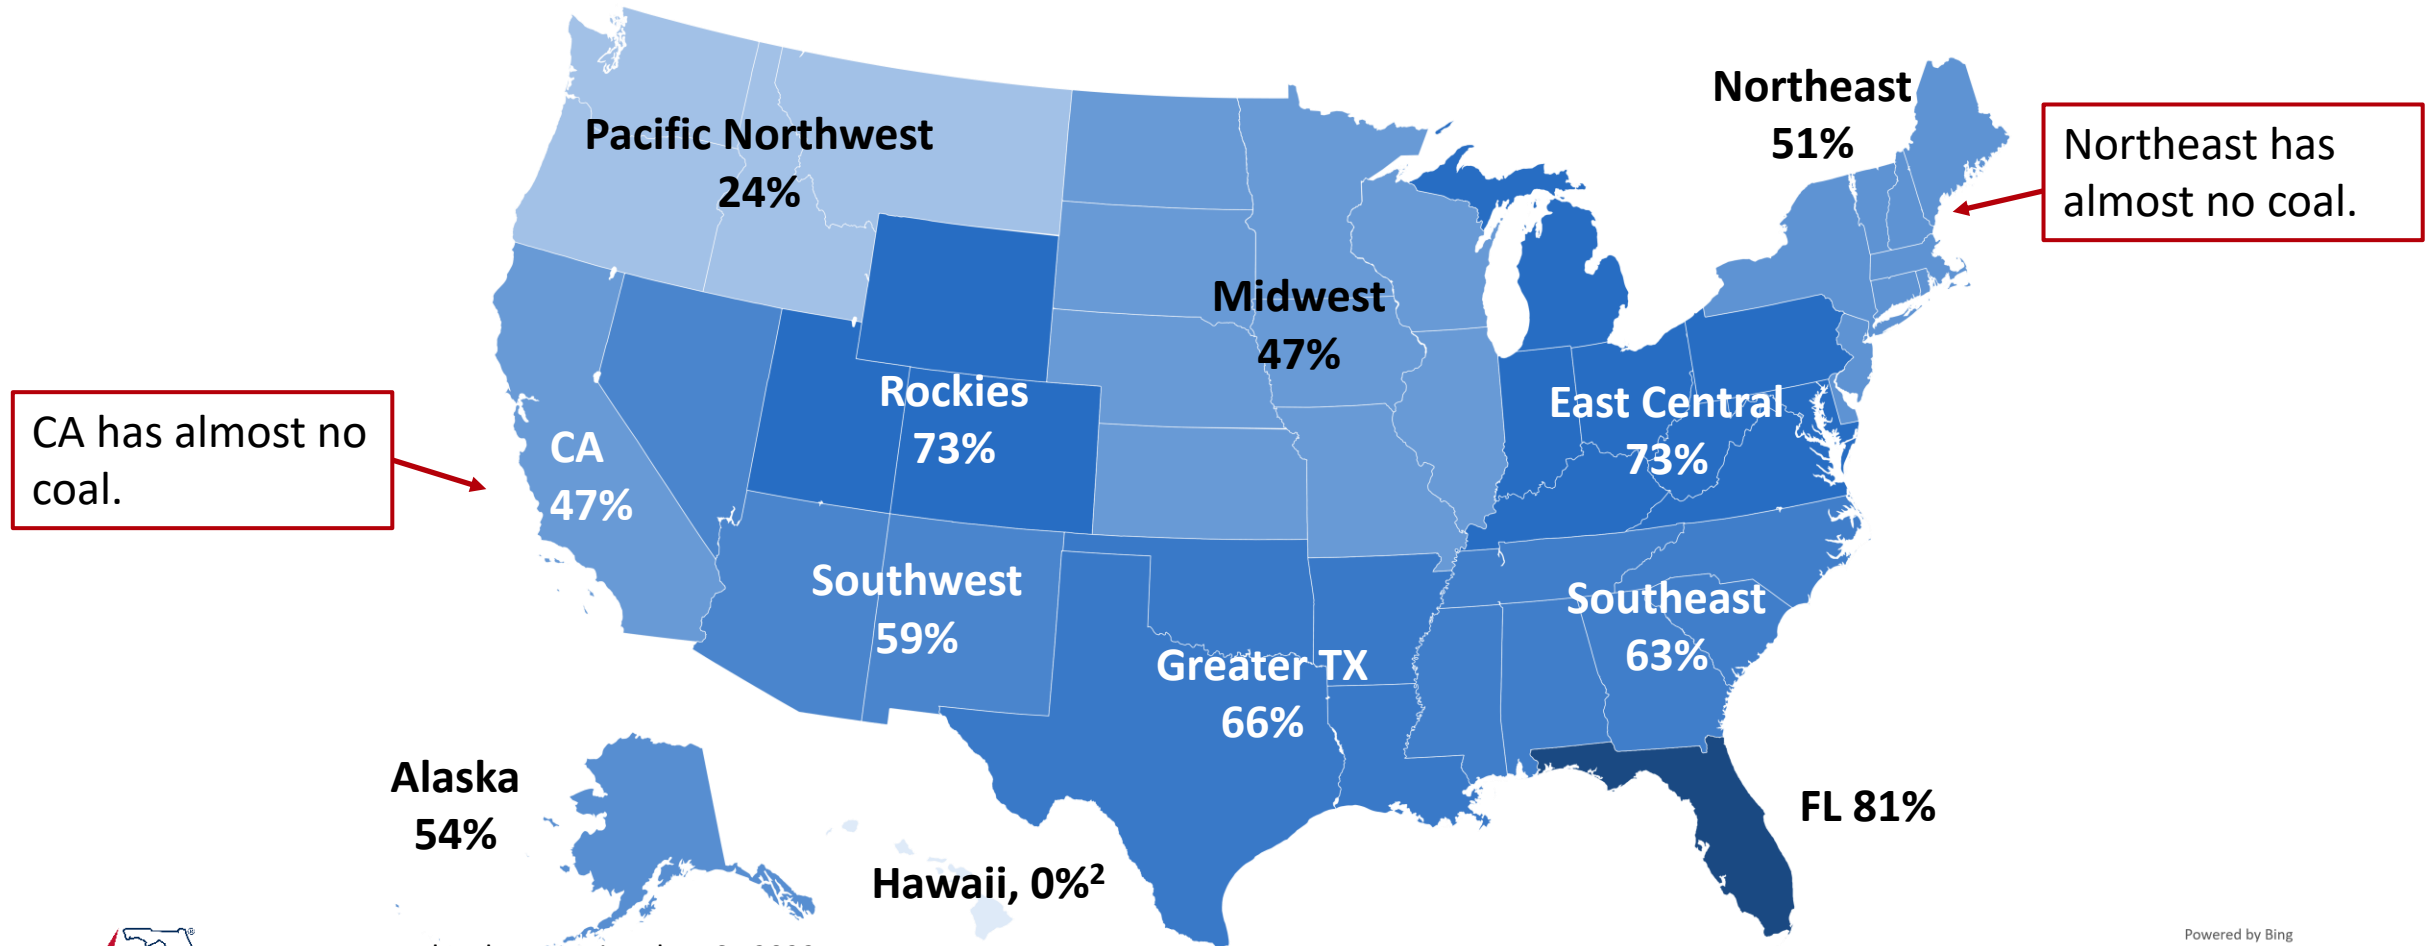 Northeast
51%
Northeast has
almost no coal.
Pacific Northwest
24%
Midwest
47%
Rockies
73%
East Central
73%
CA has almost no
coal.
CA
47%
Southwest
59%
Southeast
63%
Greater TX
66%
Alaska
54%
FL 81%
Hawaii, 0%²
Powered by Bing
®